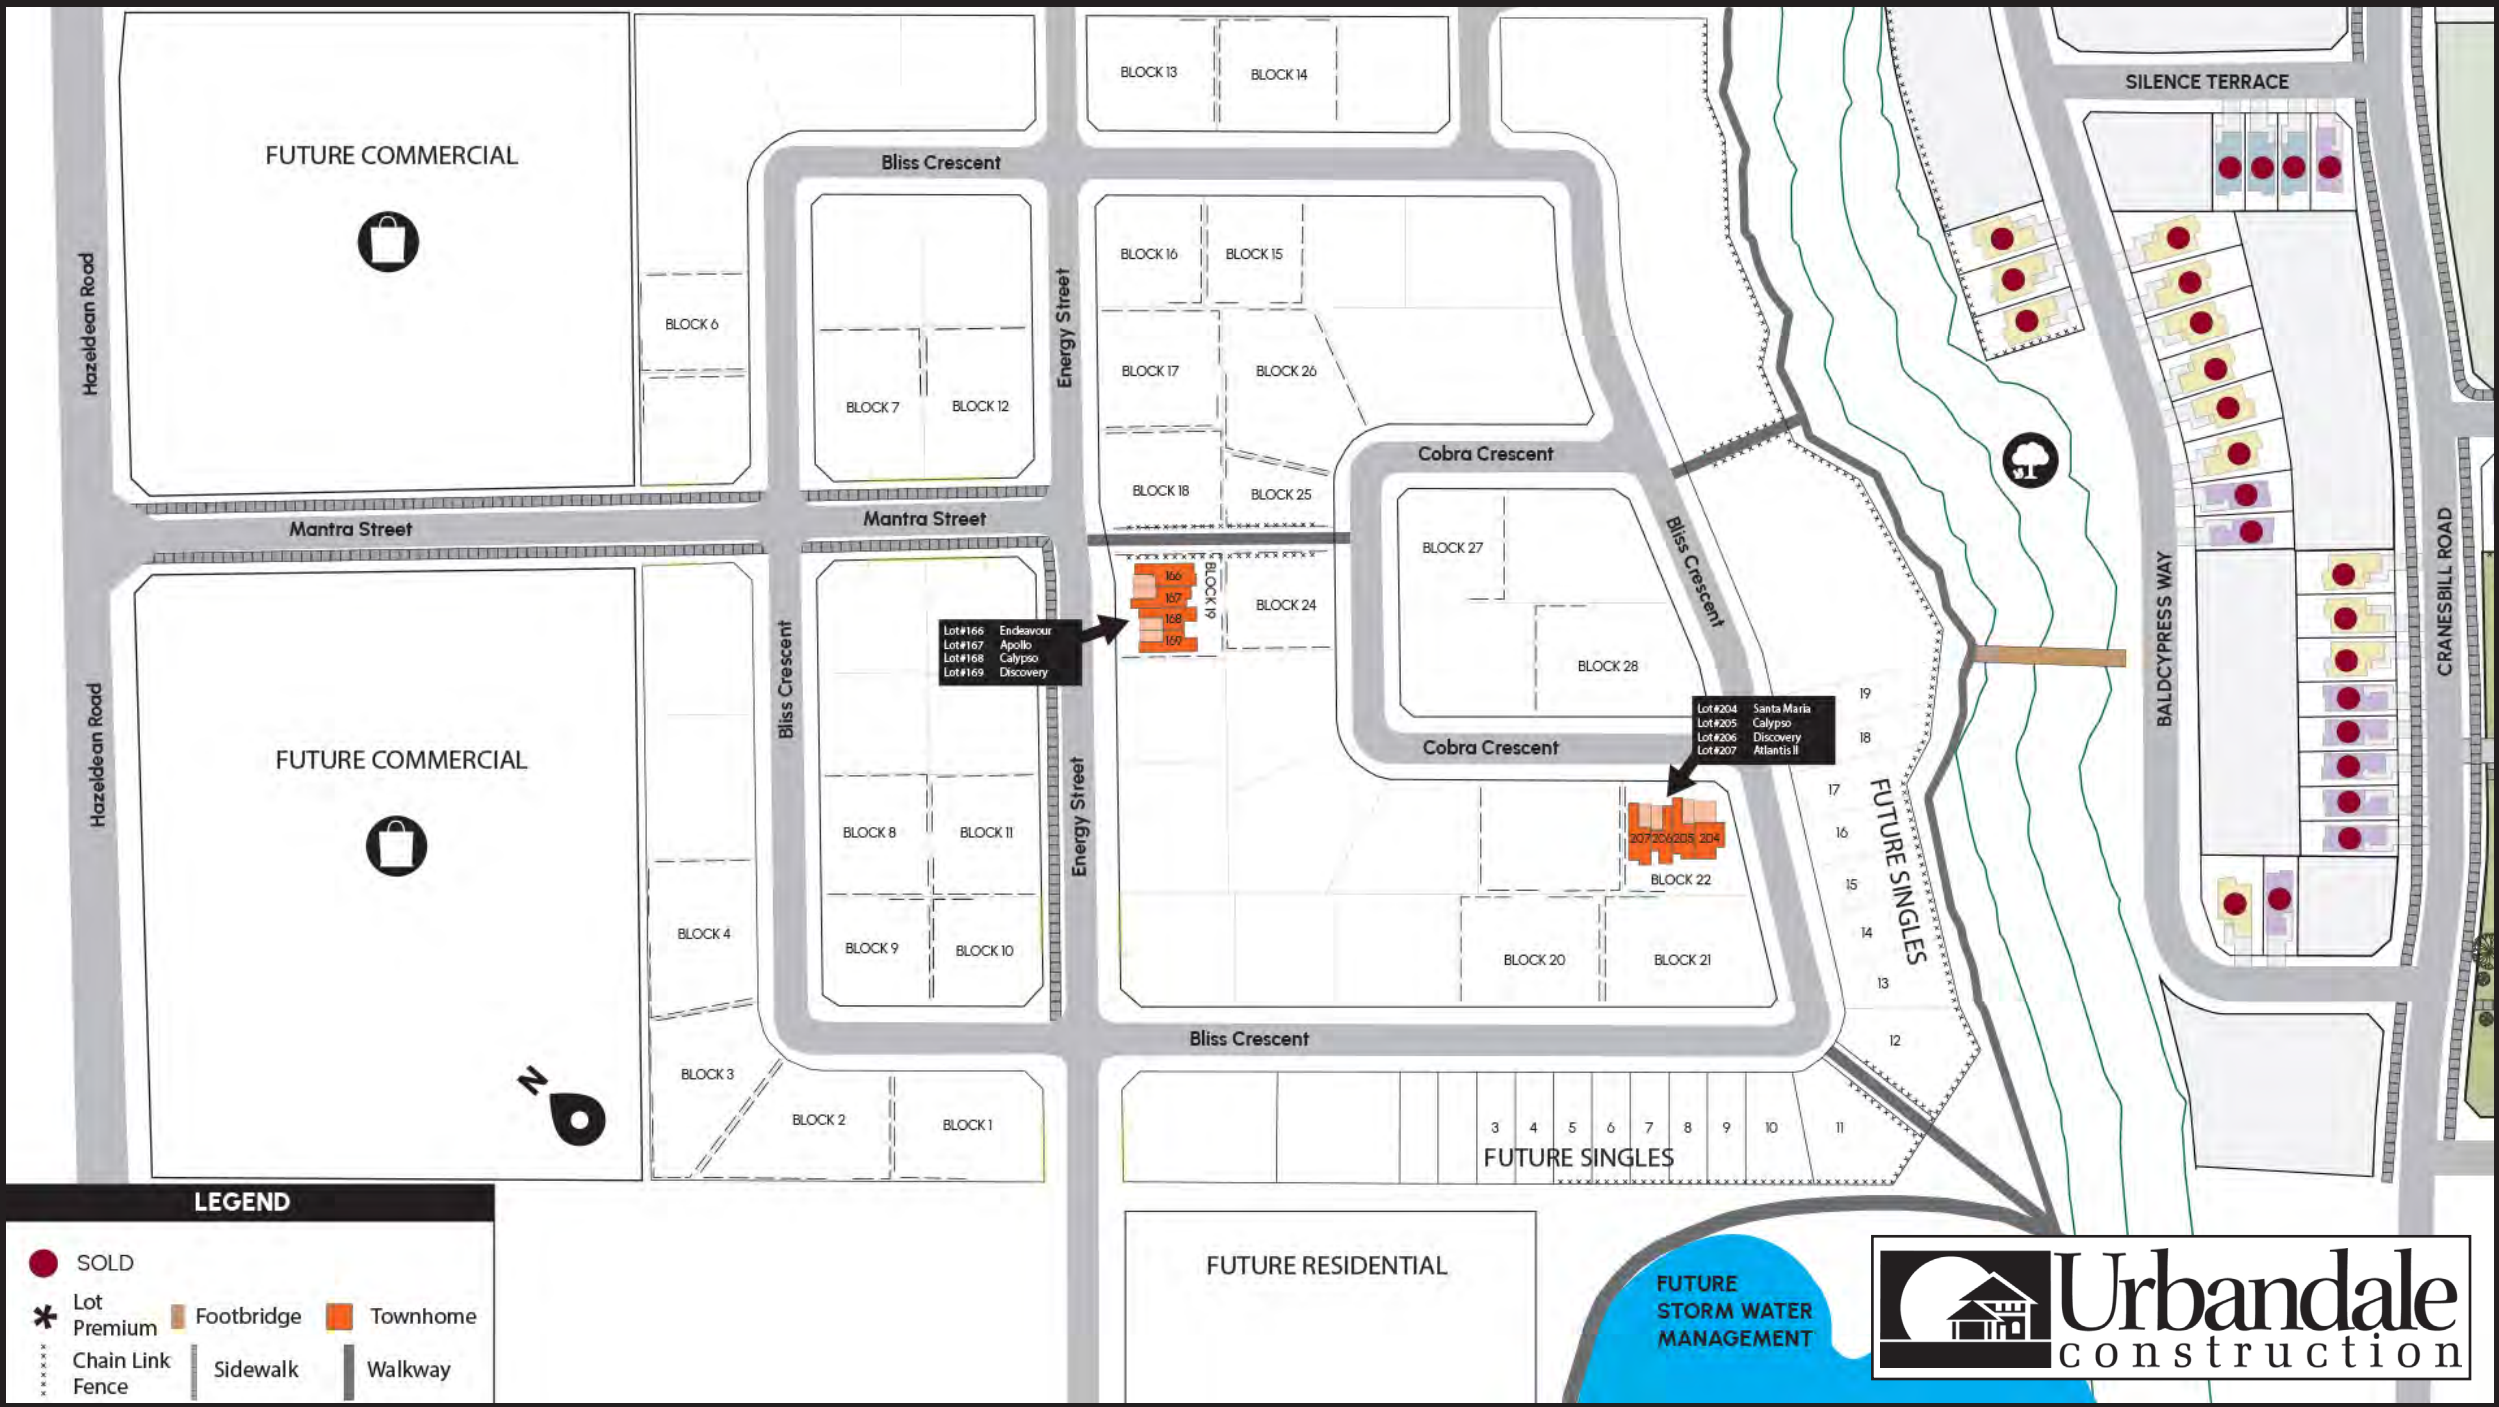 BLOCK 13
BLOCK 14
SILENCE TERRACE
FUTURE COMMERCIAL
Bliss Crescent
Hazeldean Road
Energy Street
BLOCK 16
BLOCK 15
BLOCK 6
BLOCK 17
BLOCK 26
BLOCK 7
BLOCK 12
Cobra Crescent
BLOCK 18
BLOCK 25
Mantra Street
Mantra Street
Bliss Crescent
BLOCK 27
BALDCYPRESS WAY
CRANESBILL ROAD
166
167
168
169
BLOCK 19
BLOCK 24
Lot#166 Endeavour
Lot#167 Apollo
Lot#168 Calypso
Lot#169 Discovery
BLOCK 28
Bliss Crescent
Hazeldean Road
Lot#204 Santa Maria
Lot#205 Calypso
Lot#206 Discovery
Lot#207 Atlantis II
19
18
17
16
15
14
13
12
FUTURE SINGLES
FUTURE COMMERCIAL
Cobra Crescent
Energy Street
BLOCK 8
BLOCK 11
207 206 205 204
BLOCK 22
BLOCK 4
BLOCK 9
BLOCK 10
BLOCK 20
BLOCK 21
Bliss Crescent
N
BLOCK 3
BLOCK 2
BLOCK 1
3 4 5 6 7 8 9 10 11
FUTURE SINGLES
LEGEND
SOLD
Lot
Premium
Footbridge
Townhome
Chain Link
Fence
Sidewalk
Walkway
FUTURE RESIDENTIAL
FUTURE
STORM WATER
MANAGEMENT
Urbandale
construction